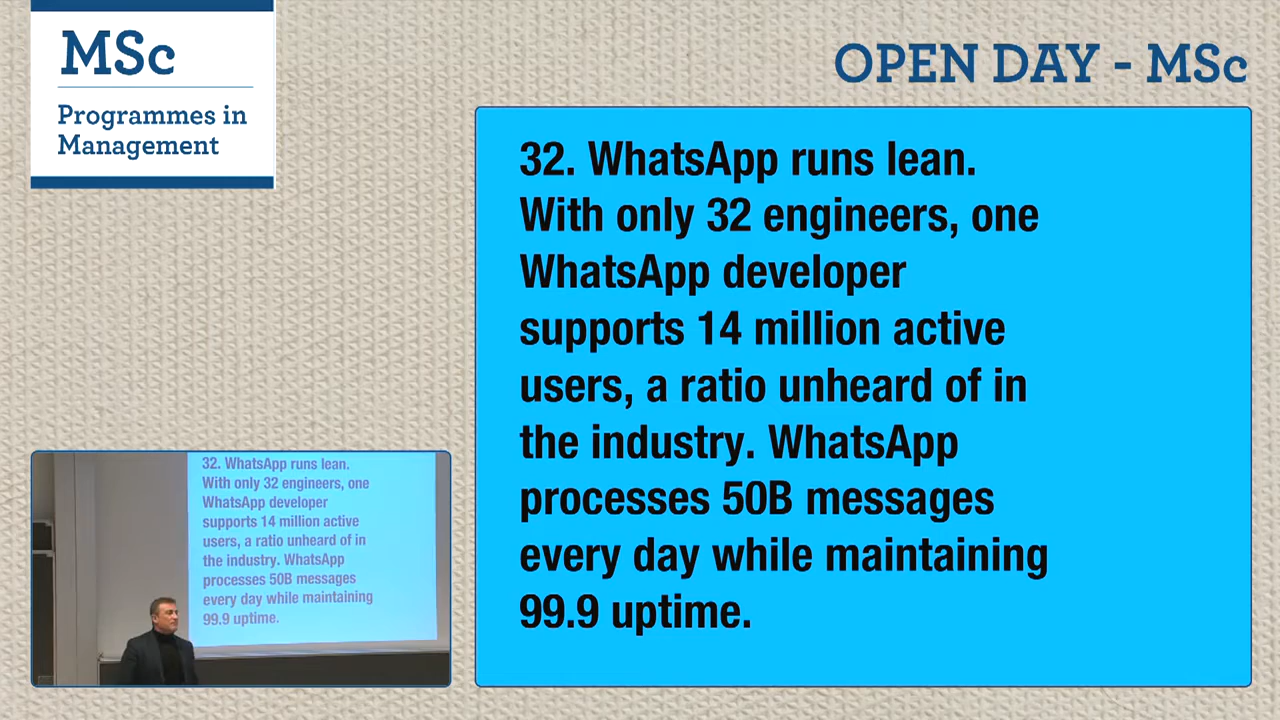 MSc
Programmes in
Management
OPEN DAY - MSc
32. WhatsApp runs lean.
With only 32 engineers, one
WhatsApp developer
supports 14 million active
users, a ratio unheard of in
the industry. WhatsApp
processes 50B messages
every day while maintaining
99.9 uptime.
32. WhatsApp runs lean.
With only 32 engineers, one
WhatsApp developer
supports 14 million active
users, a ratio unheard of in
the industry. WhatsApp
processes 50B messages
every day while maintaining
99.9 uptime.